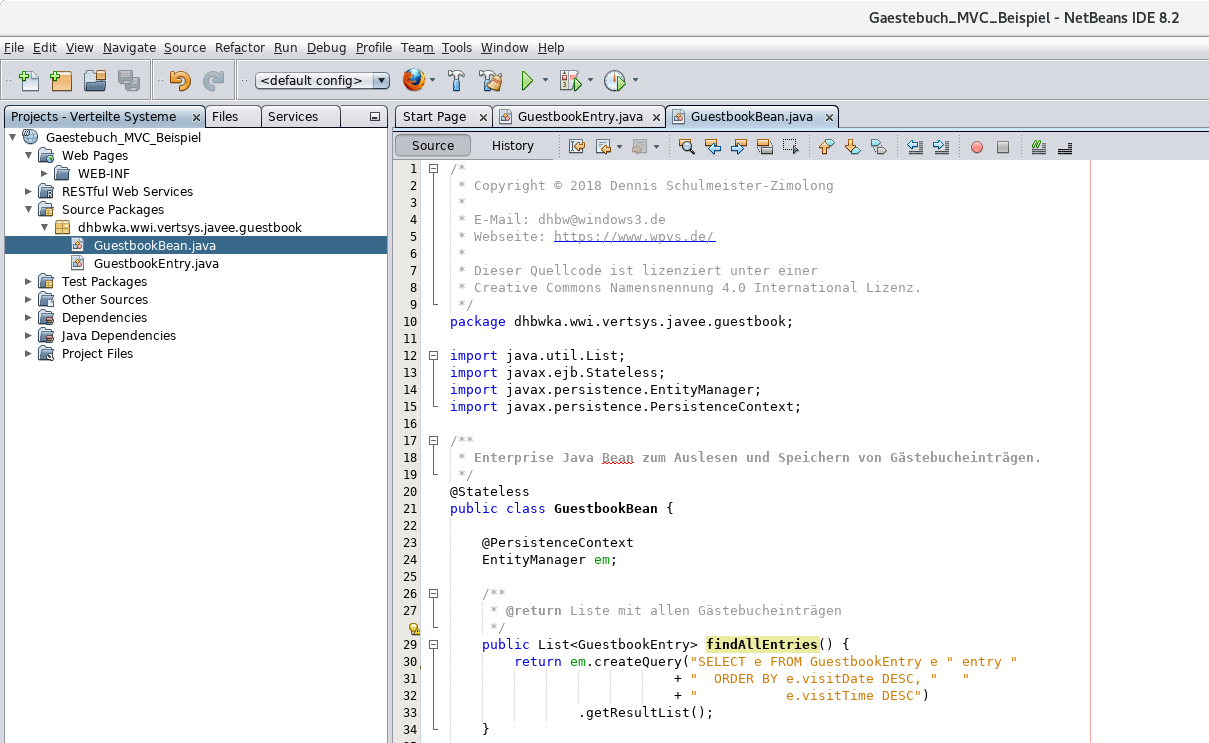 Gaestebuch_MVC_Beispiel - NetBeans IDE 8.2
File Edit View Navigate Source Refactor Run Debug Profile Team Tools Window Help
<default config>
Projects - Verteilte Systeme × Files Services
Start Page × GuestbookEntry.java × GuestbookBean.java ×
Source History
Gaestebuch_MVC_Beispiel
Web Pages
WEB-INF
RESTful Web Services
Source Packages
dhbwka.wwi.vertsys.javee.guestbook
GuestbookBean.java
GuestbookEntry.java
Test Packages
Other Sources
Dependencies
Java Dependencies
Project Files
1 /*
2 * Copyright © 2018 Dennis Schulmeister-Zimolong
3 *
4 * E-Mail: dhbw@windows3.de
5 * Webseite: https://www.wpvs.de/
6 *
7 * Dieser Quellcode ist lizenziert unter einer
8 * Creative Commons Namensnennung 4.0 International Lizenz.
9 */
10 package dhbwka.wwi.vertsys.javee.guestbook;
11
12 import java.util.List;
13 import javax.ejb.Stateless;
14 import javax.persistence.EntityManager;
15 import javax.persistence.PersistenceContext;
16
17 /**
18 * Enterprise Java Bean zum Auslesen und Speichern von Gästebucheinträgen.
19 */
20 @Stateless
21 public class GuestbookBean {
22
23 @PersistenceContext
24 EntityManager em;
25
26 /**
27 * @return Liste mit allen Gästebucheinträgen
*/
29 public List<GuestbookEntry> findAllEntries() {
30 return em.createQuery("SELECT e FROM GuestbookEntry e " entry "
31 + "  ORDER BY e.visitDate DESC, "   "
32 + "           e.visitTime DESC")
33 .getResultList();
34 }